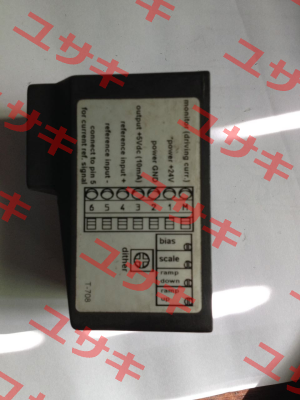 monitor (driving curr.)
power +24V
power GND
output +5Vdc (10mA)
reference input +
reference input -
connect to pin 5
for current ref. signal
6 5 4 3 2 1 M
bias
scale
ramp
down
ramp
up
dither
T-708
ユサキ
ユサキ
ユサキ
ユサキ
ユサキ
ユサキ